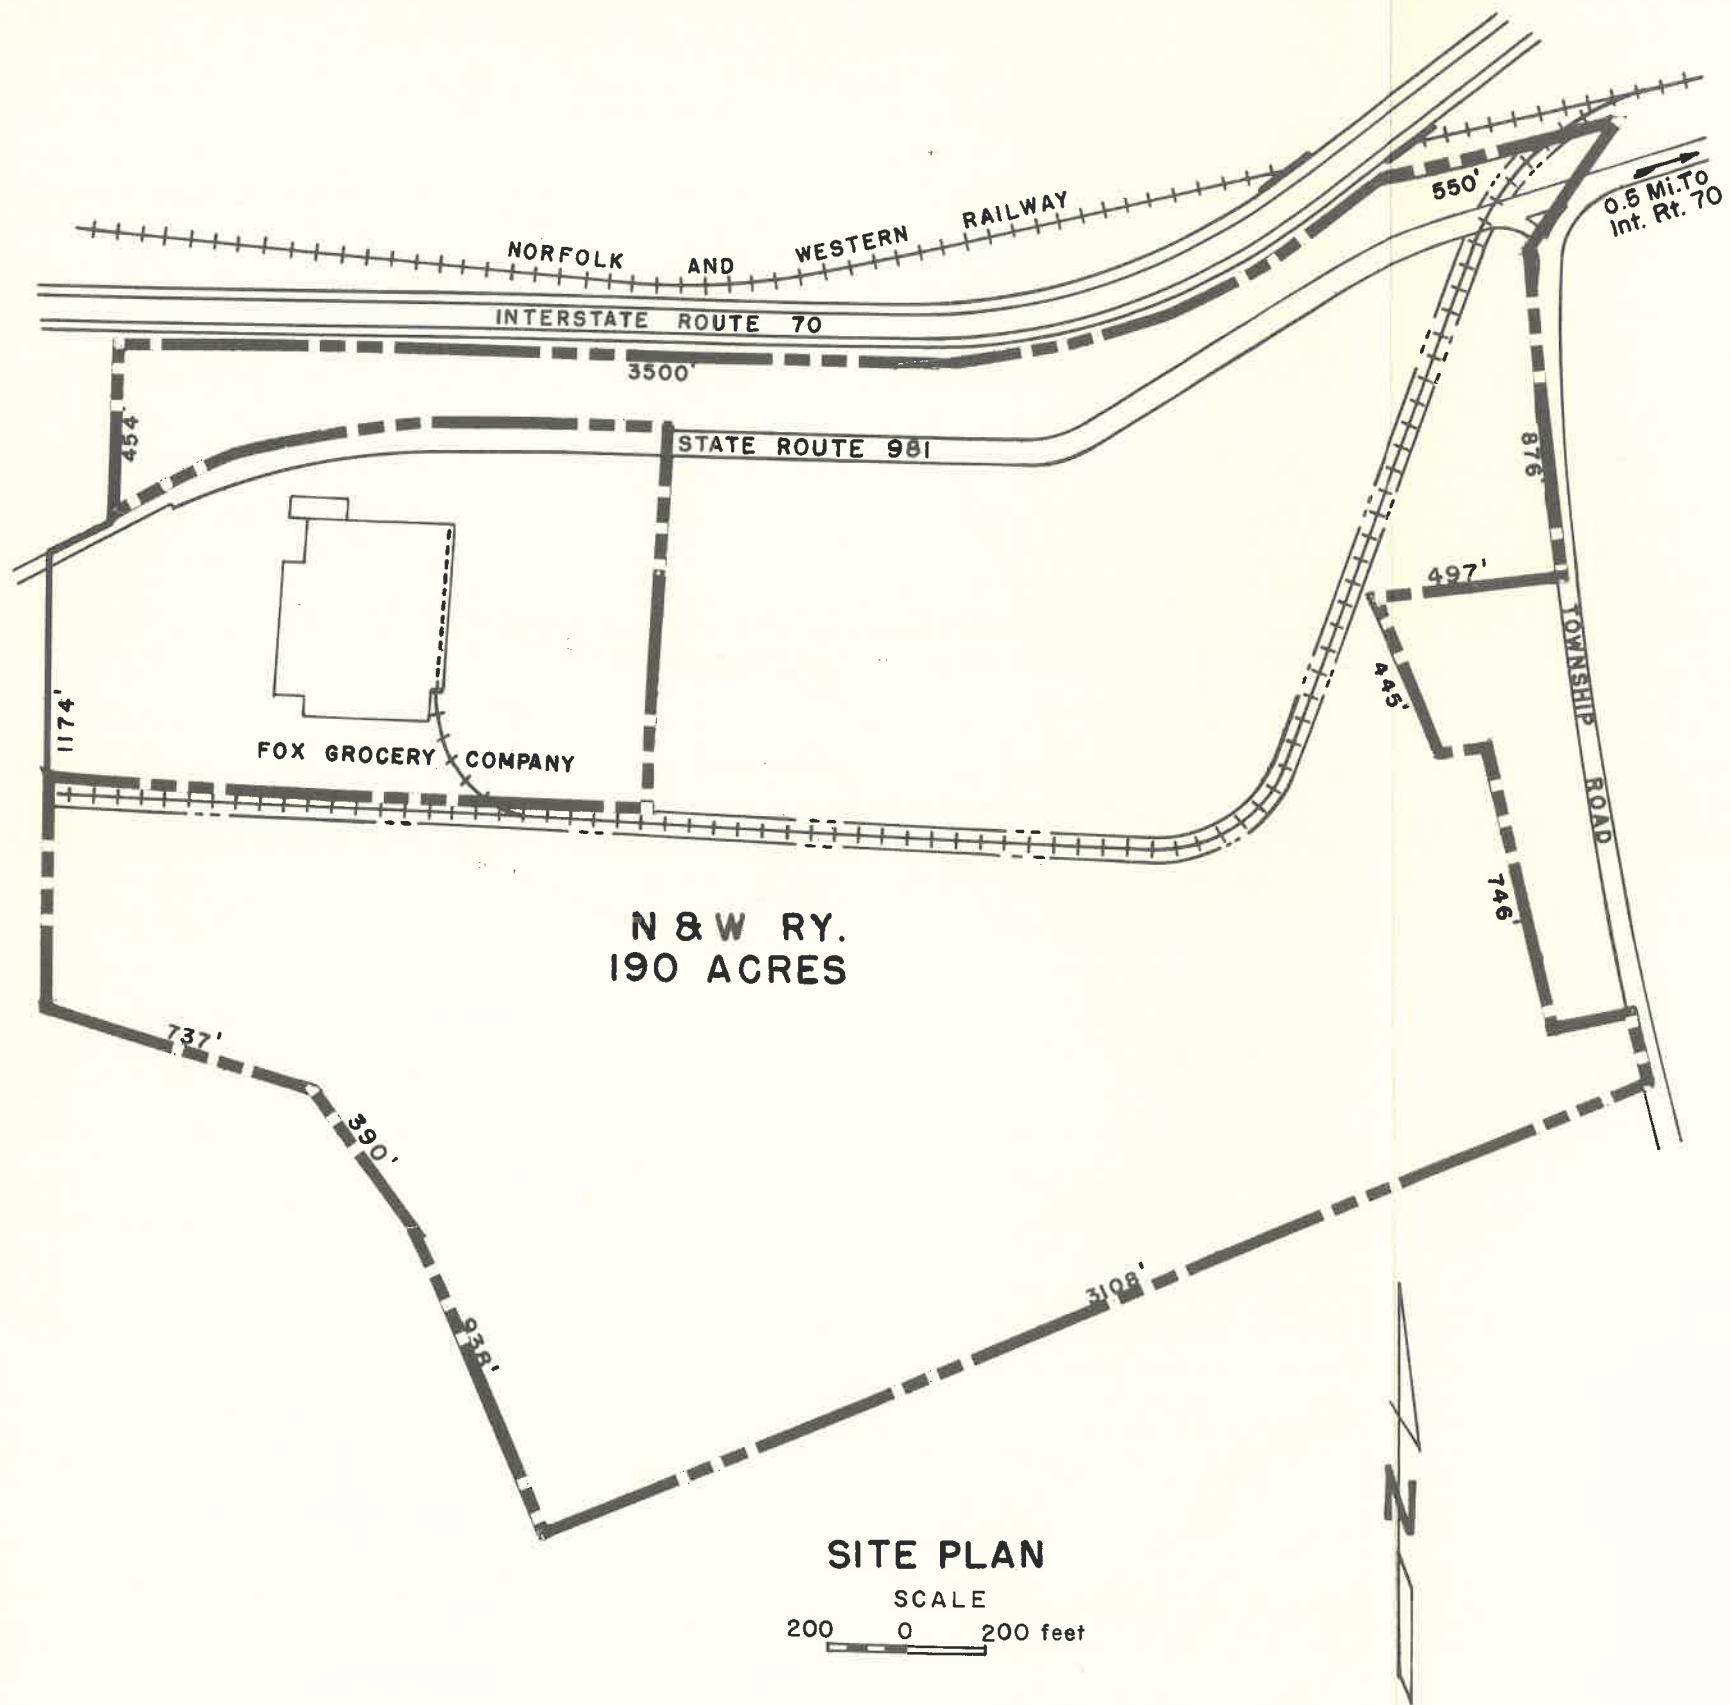 NORFOLK AND WESTERN RAILWAY
550'
0.5 Mi. To
Int. Rt. 70
INTERSTATE ROUTE 70
3500'
454'
STATE ROUTE 981
876'
497'
445'
TOWNSHIP ROAD
1174'
FOX GROCERY COMPANY
746'
N & W RY.
190 ACRES
737'
390'
938'
3108'
N
SITE PLAN
SCALE
200 0 200 feet